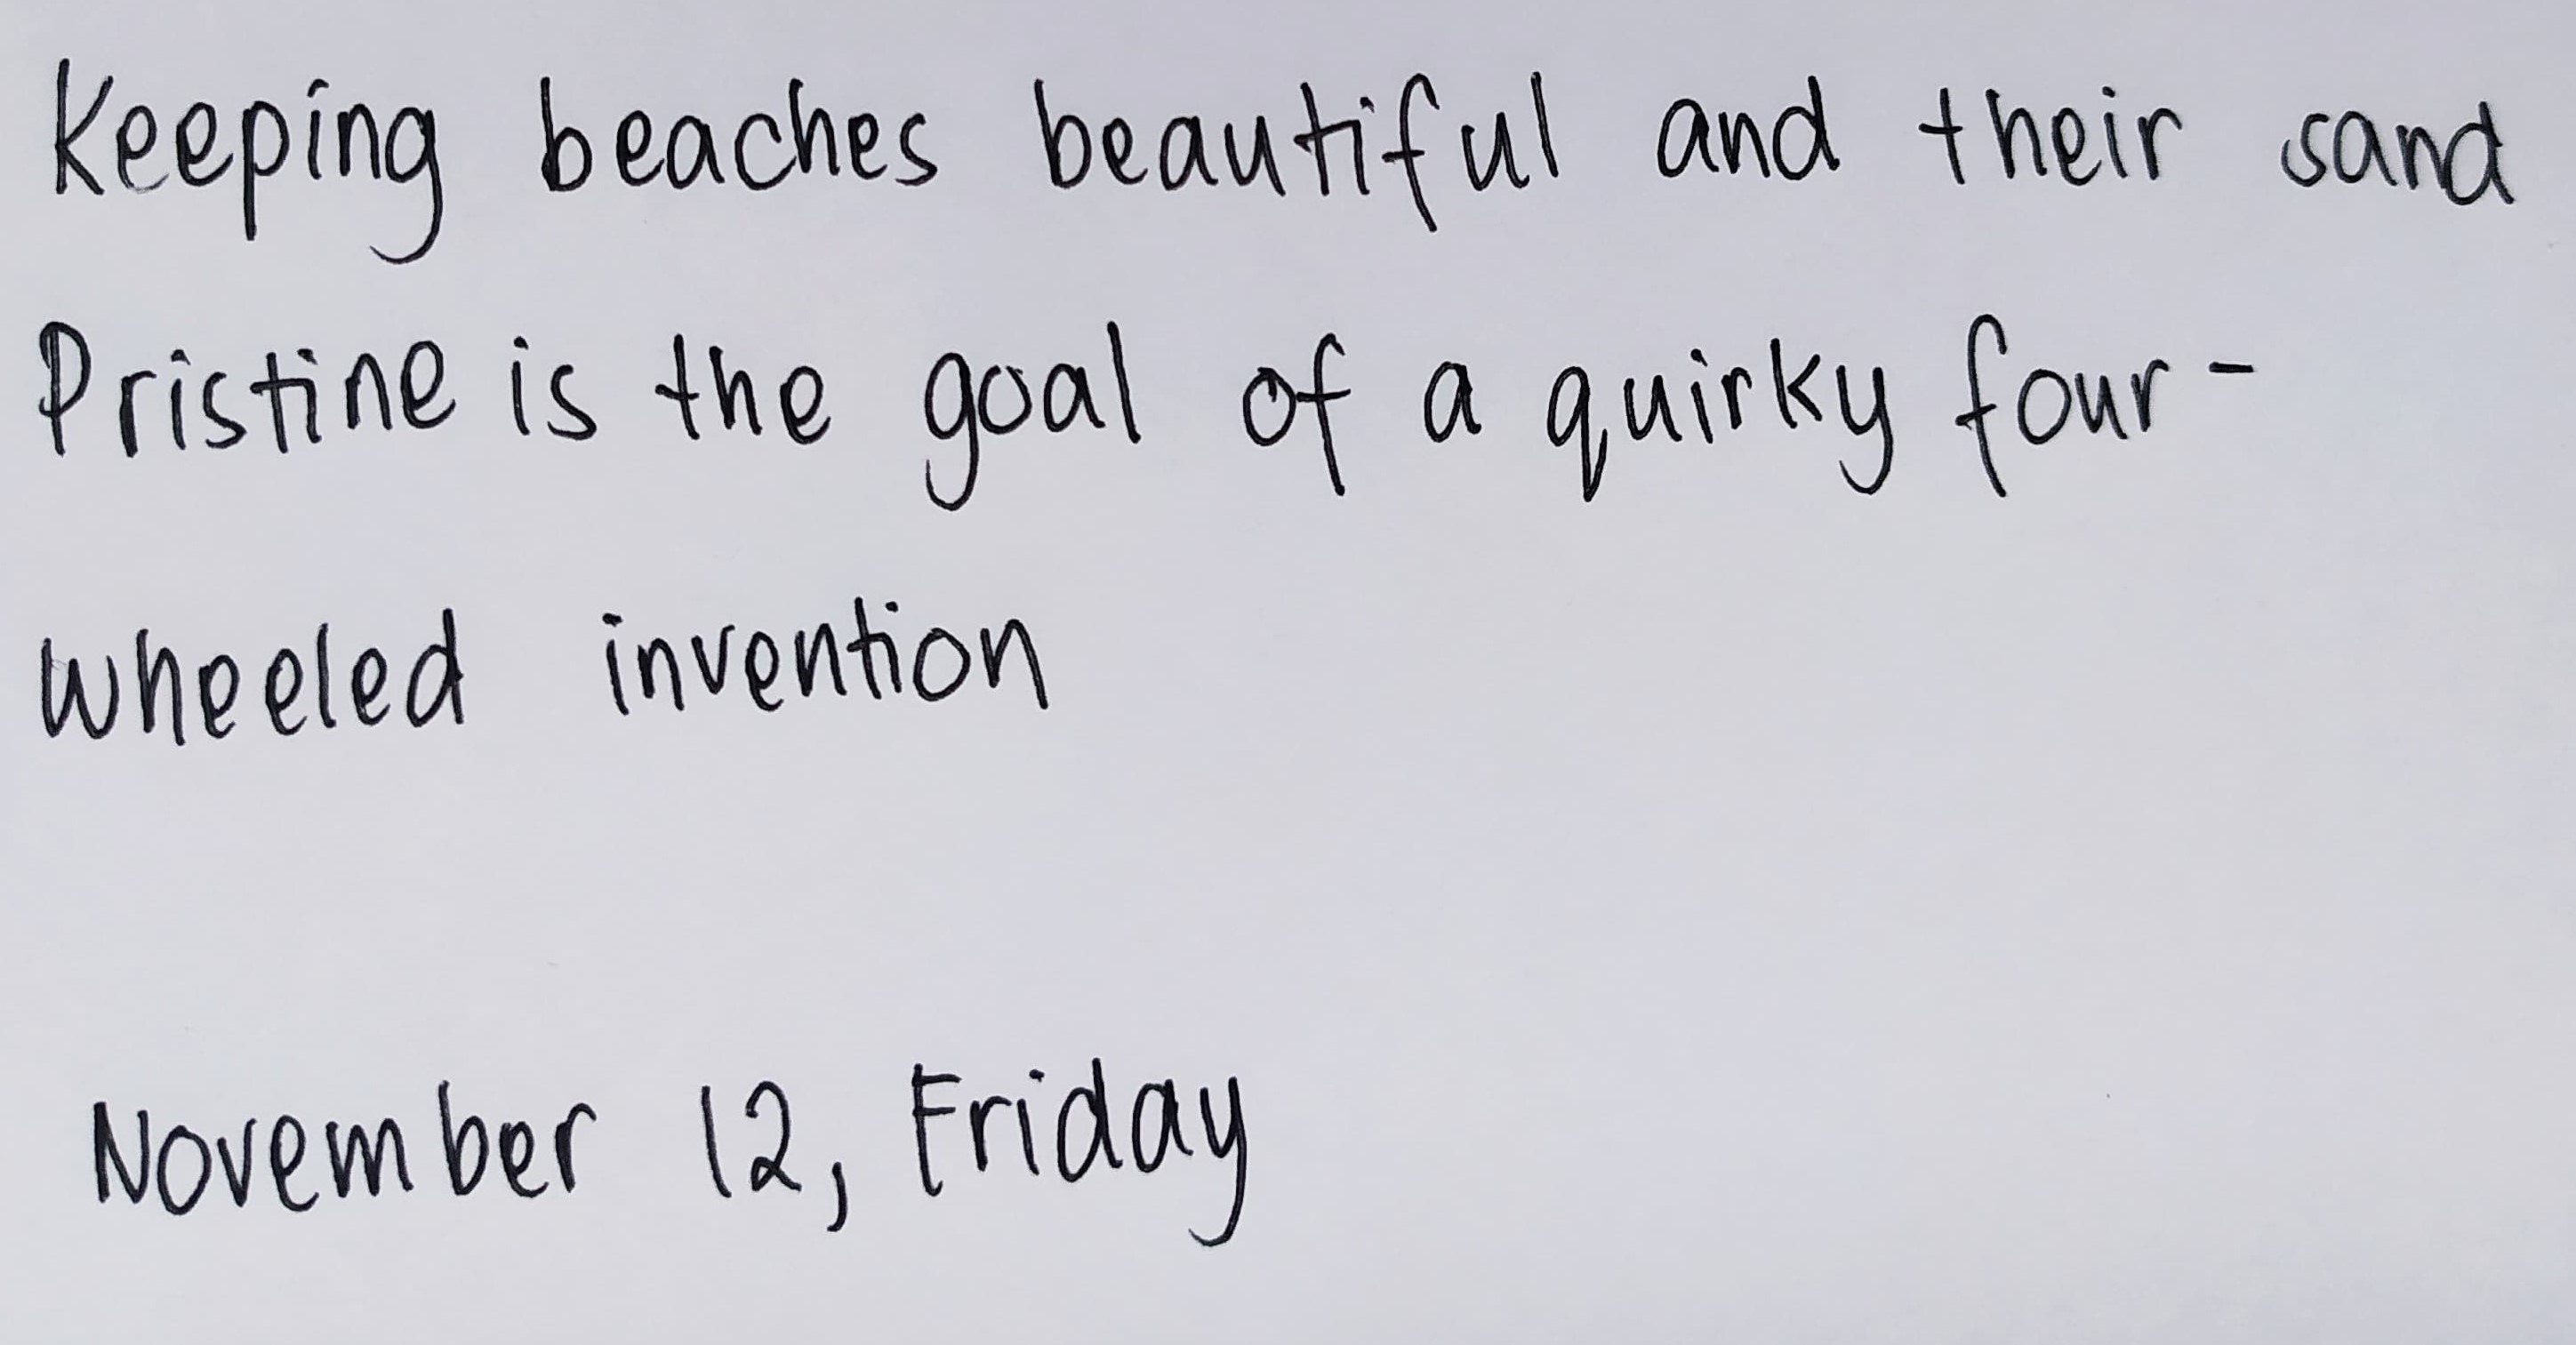 Keeping beaches beautiful and their sand
Pristine is the goal of a quirky four-
wheeled invention
November 12, Friday